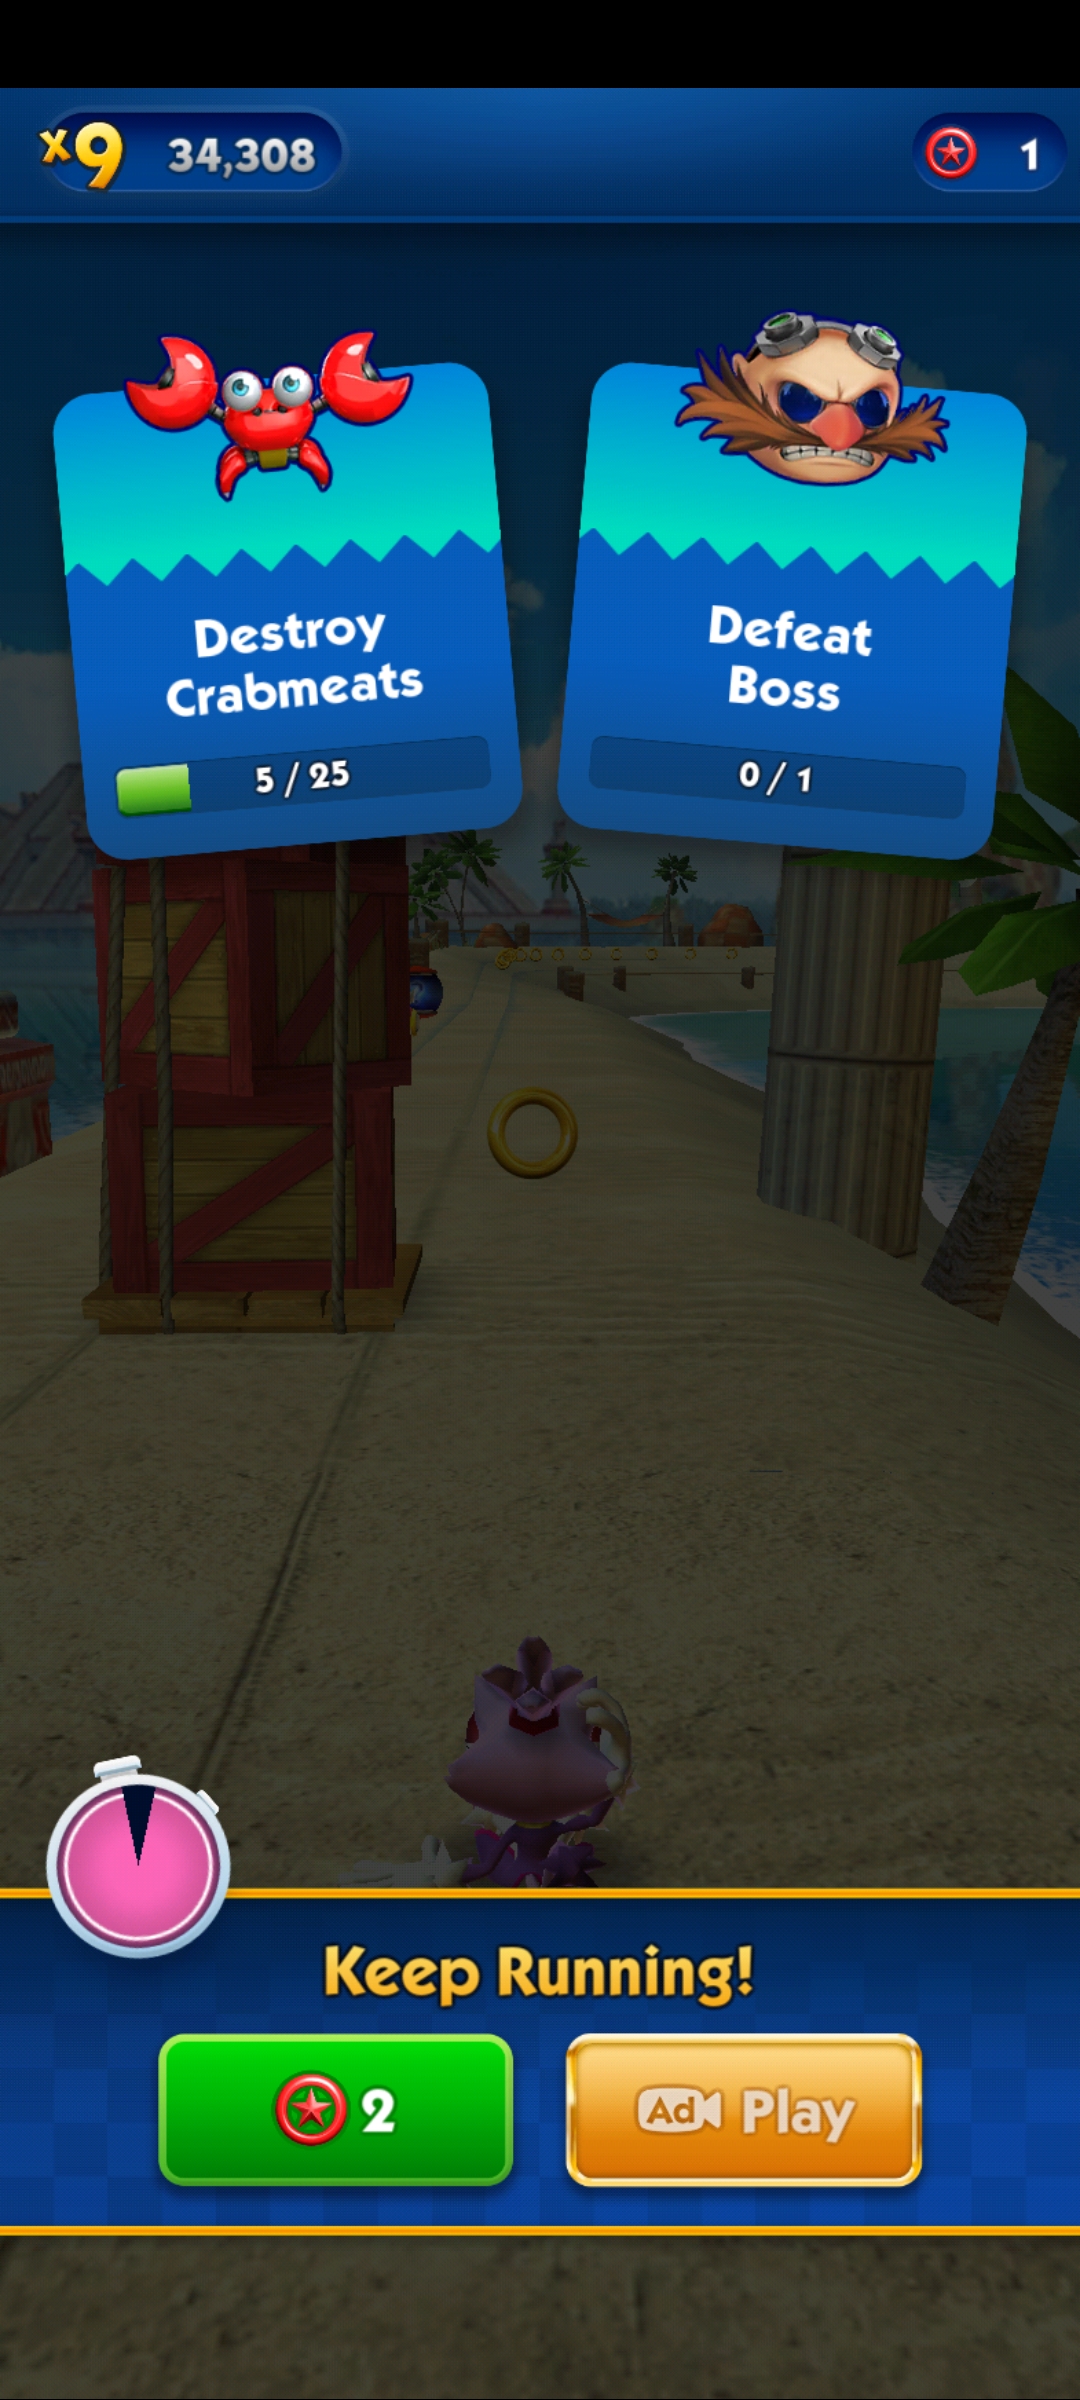 x9 34,308
1
Destroy
Crabmeats
5 / 25
Defeat
Boss
0 / 1
Keep Running!
2
Ad Play